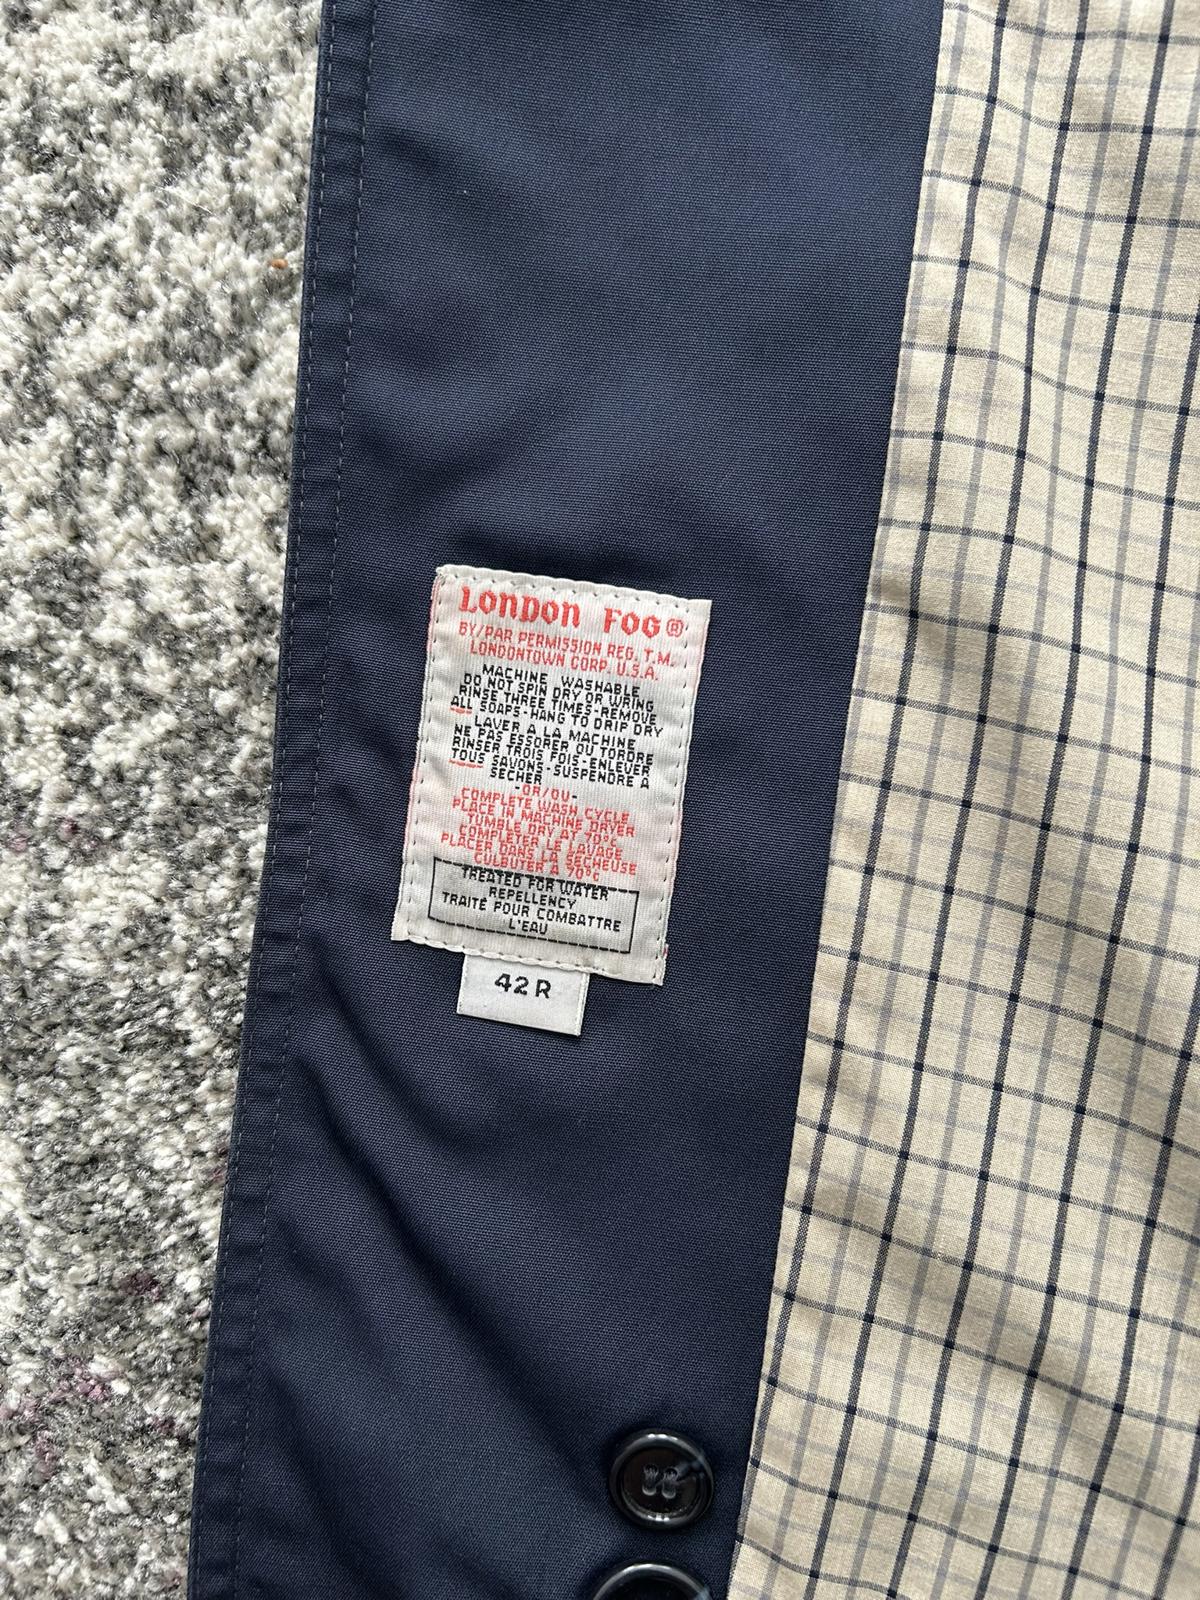 LONDON FOG®
BY/PAR PERMISSION REG. T.M.
LONDONTOWN CORP. U.S.A.
MACHINE WASHABLE
DO NOT SPIN DRY OR WRING
RINSE THREE TIMES-REMOVE
ALL SOAPS-HANG TO DRIP DRY
LAVER A LA MACHINE
NE PAS ESSORER OU TORDRE
RINSER TROIS FOIS-ENLEVER
TOUS SAVONS-SUSPENDRE A
SECHER
-OR/OU-
COMPLETE WASH CYCLE
PLACE IN MACHINE DRYER
TUMBLE DRY AT 70°C
COMPLETER LE LAVAGE
PLACER DANS LA SECHEUSE
CULBUTER A 70°C
TREATED FOR WATER
REPELLENCY
TRAITÉ POUR COMBATTRE
L'EAU
42R